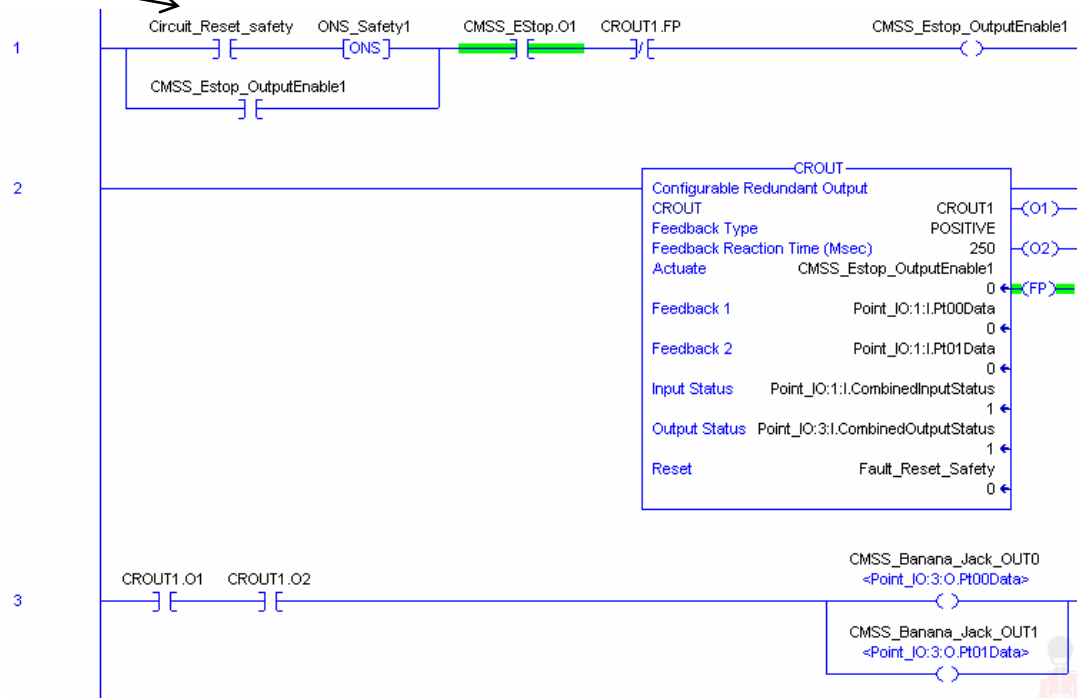 Circuit_Reset_safety ONS_Safety1 CMSS_EStop.O1 CROUT1.FP CMSS_Estop_OutputEnable1
1
ONS
CMSS_Estop_OutputEnable1
2
CROUT
Configurable Redundant Output
CROUT CROUT1
O1
Feedback Type POSITIVE
Feedback Reaction Time (Msec) 250
O2
Actuate CMSS_Estop_OutputEnable1
0
FP
Feedback 1 Point_IO:1:I.Pt00Data
0
Feedback 2 Point_IO:1:I.Pt01Data
0
Input Status Point_IO:1:I.CombinedInputStatus
1
Output Status Point_IO:3:I.CombinedOutputStatus
1
Reset Fault_Reset_Safety
0
CMSS_Banana_Jack_OUT0
CROUT1.O1 CROUT1.O2 <Point_IO:3:O.Pt00Data>
3
CMSS_Banana_Jack_OUT1
<Point_IO:3:O.Pt01Data>